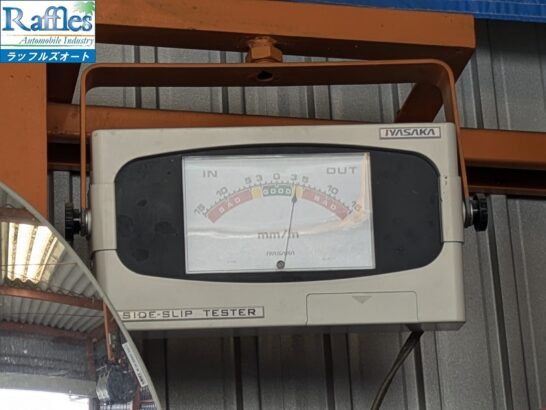 Raffles
Automobile Industry
ラッフルズオート
IYASAKA
IN OUT
15 10 5 3 0 3 5 10 15
BAD GOOD BAD
mm/m
IYASAKA
SIDE-SLIP TESTER